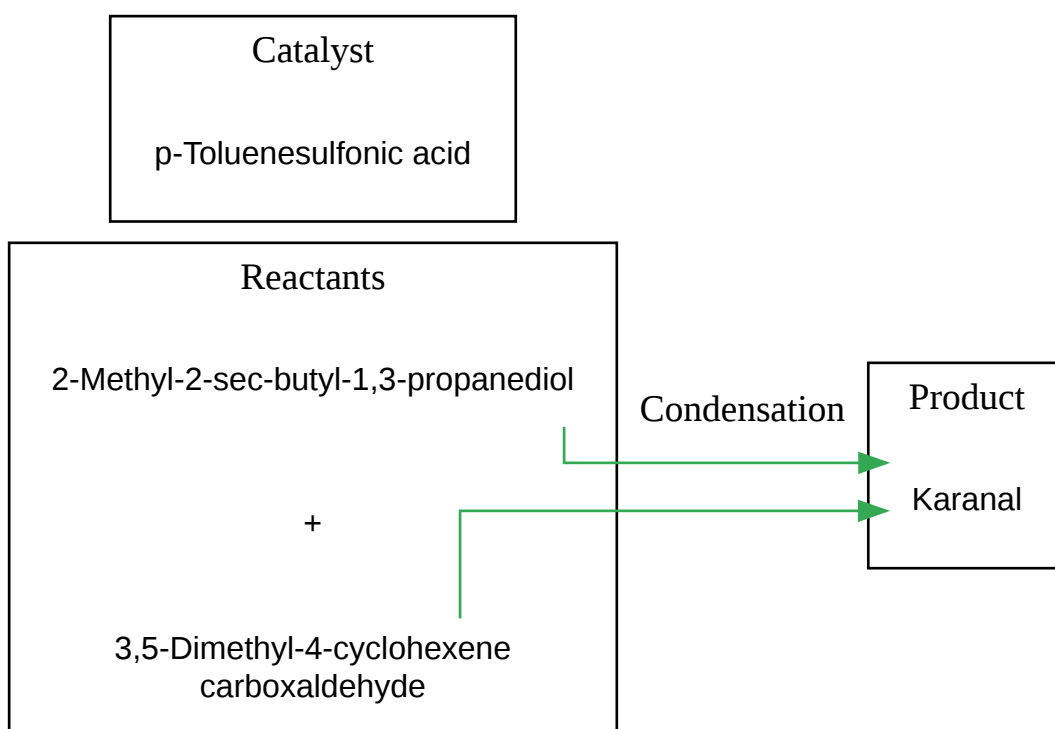 Catalyst
p-Toluenesulfonic acid
Reactants
2-Methyl-2-sec-butyl-1,3-propanediol
+
3,5-Dimethyl-4-cyclohexene
carboxaldehyde
Condensation
Product
Karanal